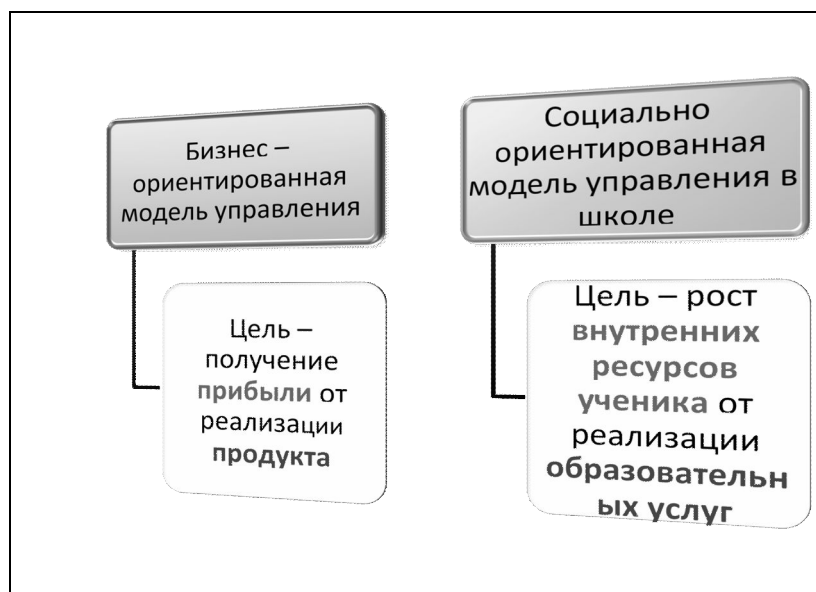 Бизнес –
ориентированная
модель управления
Цель –
получение
прибыли от
реализации
продукта
Социально
ориентированная
модель управления в
школе
Цель – рост
внутренних
ресурсов
ученика от
реализации
образовательн
ых услуг